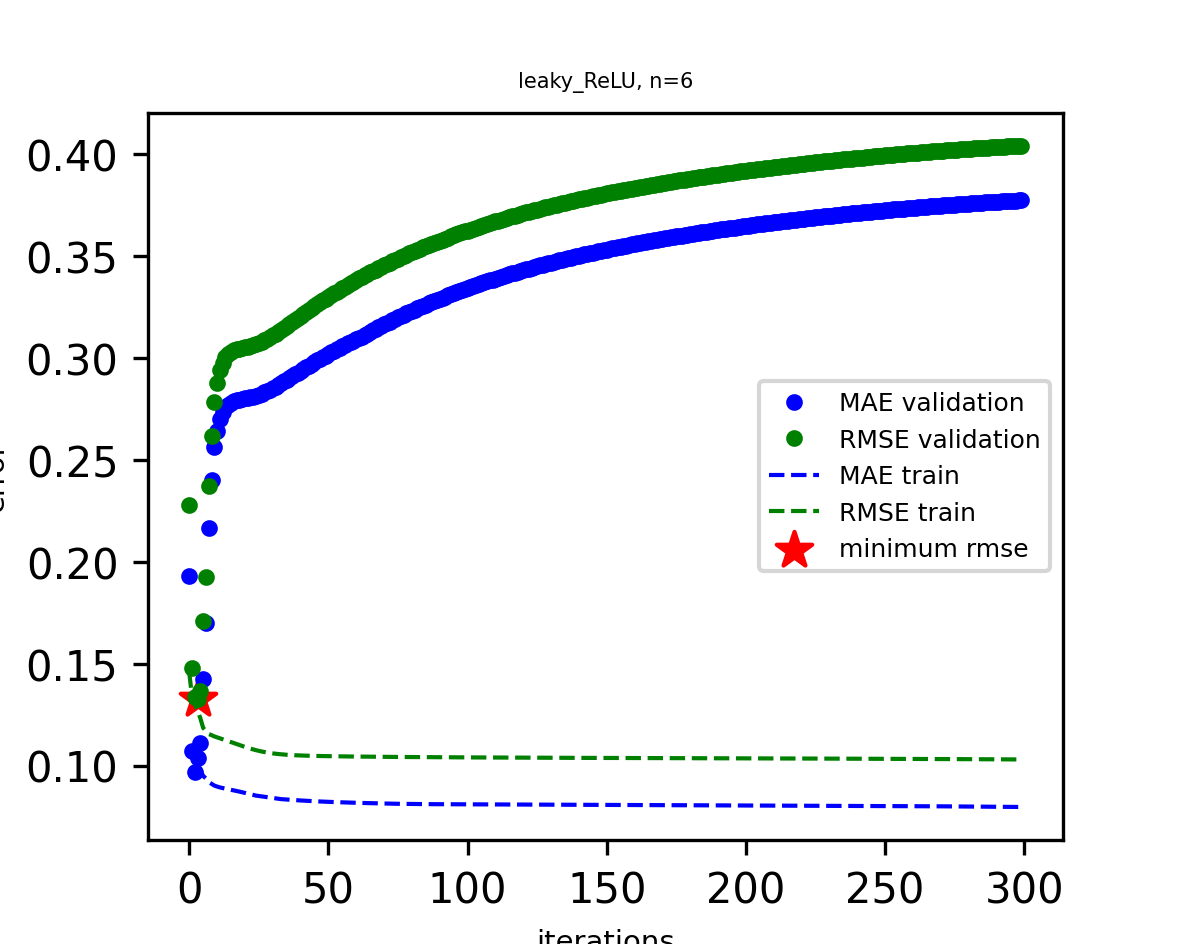 leaky_ReLU, n=6
0.40
0.35
0.30
0.25
0.20
0.15
0.10
MAE validation
RMSE validation
MAE train
RMSE train
minimum rmse
0 50 100 150 200 250 300
iterations